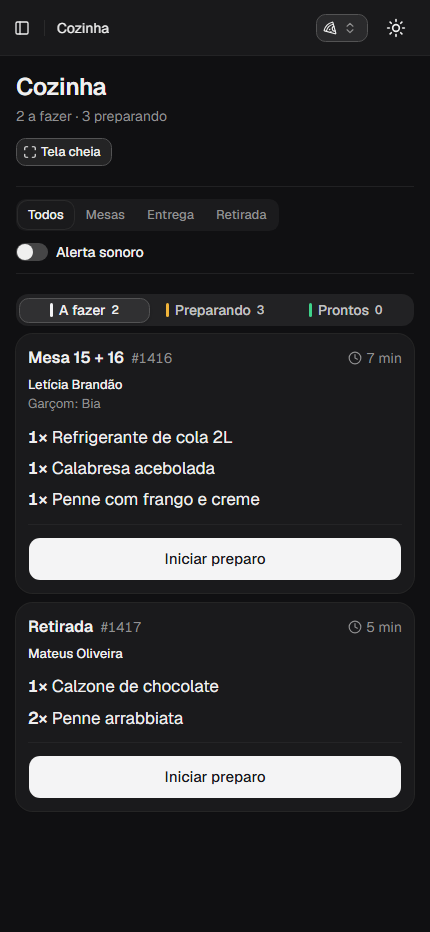 Cozinha
Cozinha
2 a fazer · 3 preparando
Tela cheia
Todos Mesas Entrega Retirada
Alerta sonoro
A fazer 2 Preparando 3 Prontos 0
Mesa 15 + 16 #1416 7 min
Letícia Brandão
Garçom: Bia
1× Refrigerante de cola 2L
1× Calabresa acebolada
1× Penne com frango e creme
Iniciar preparo
Retirada #1417 5 min
Mateus Oliveira
1× Calzone de chocolate
2× Penne arrabbiata
Iniciar preparo